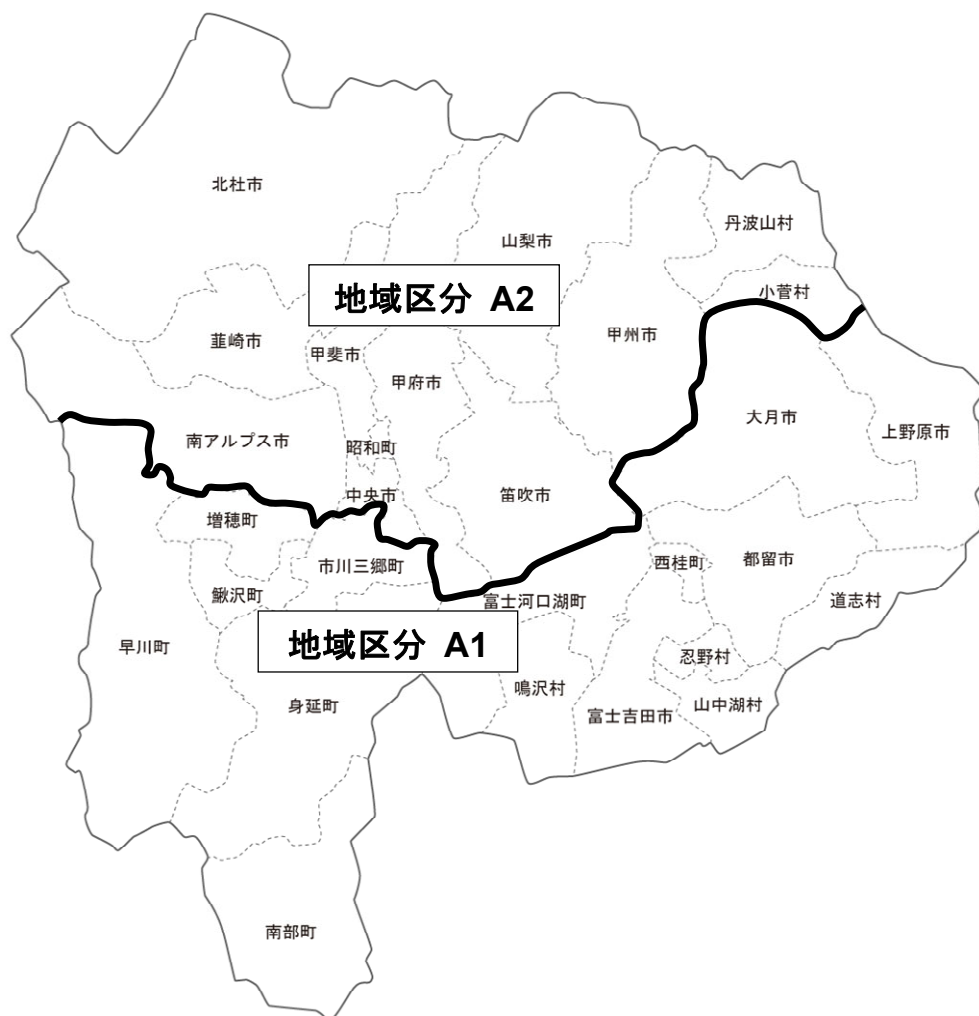 北杜市
丹波山村
山梨市
小菅村
地域区分 A2
韮崎市
甲斐市
甲州市
甲府市
大月市
上野原市
南アルプス市
昭和町
中央市
笛吹市
増穂町
市川三郷町
西桂町
都留市
鰍沢町
富士河口湖町
道志村
早川町
地域区分 A1
忍野村
鳴沢村
身延町
富士吉田市
山中湖村
南部町